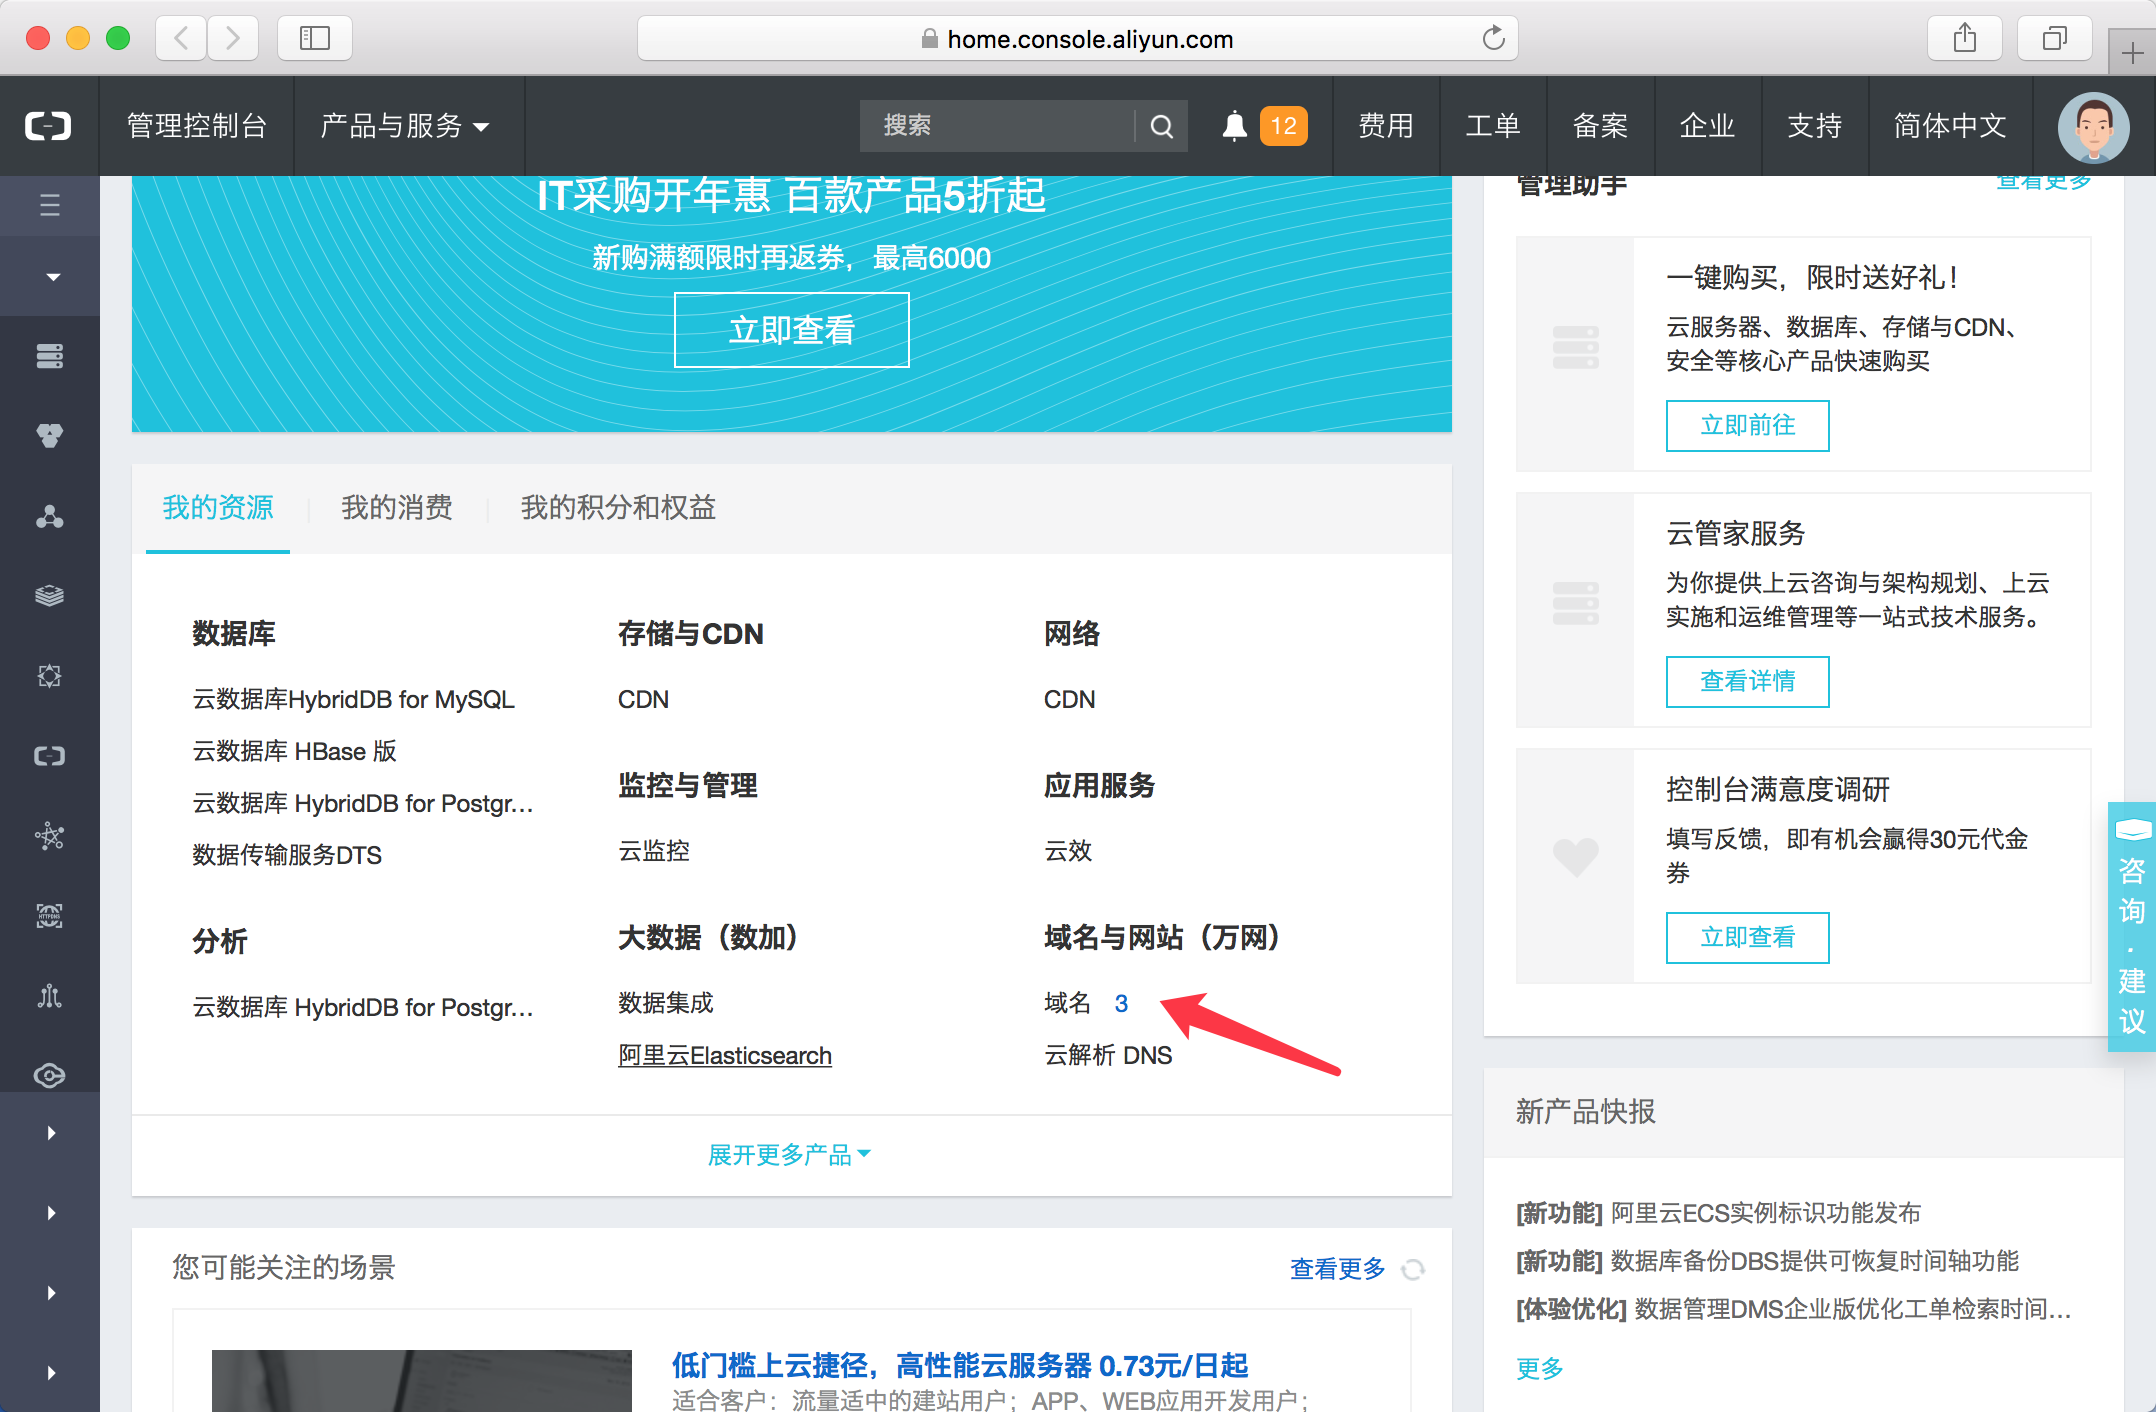 home.console.aliyun.com
管理控制台
产品与服务
搜索
12
费用
工单
备案
企业
支持
简体中文
IT采购开年惠 百款产品5折起
新购满额限时再返券，最高6000
立即查看
我的资源
我的消费
我的积分和权益
数据库
云数据库HybridDB for MySQL
云数据库 HBase 版
云数据库 HybridDB for Postgr...
数据传输服务DTS
分析
云数据库 HybridDB for Postgr...
存储与CDN
CDN
监控与管理
云监控
大数据（数加）
数据集成
阿里云Elasticsearch
网络
CDN
应用服务
云效
域名与网站（万网）
域名 3
云解析 DNS
展开更多产品
您可能关注的场景
查看更多
低门槛上云捷径，高性能云服务器 0.73元/日起
适合客户：流量适中的建站用户；APP、WEB应用开发用户；
管理助手
查看更多
一键购买，限时送好礼！
云服务器、数据库、存储与CDN、
安全等核心产品快速购买
立即前往
云管家服务
为你提供上云咨询与架构规划、上云
实施和运维管理等一站式技术服务。
查看详情
控制台满意度调研
填写反馈，即有机会赢得30元代金
券
立即查看
新产品快报
[新功能] 阿里云ECS实例标识功能发布
[新功能] 数据库备份DBS提供可恢复时间轴功能
[体验优化] 数据管理DMS企业版优化工单检索时间...
更多
咨询·建议